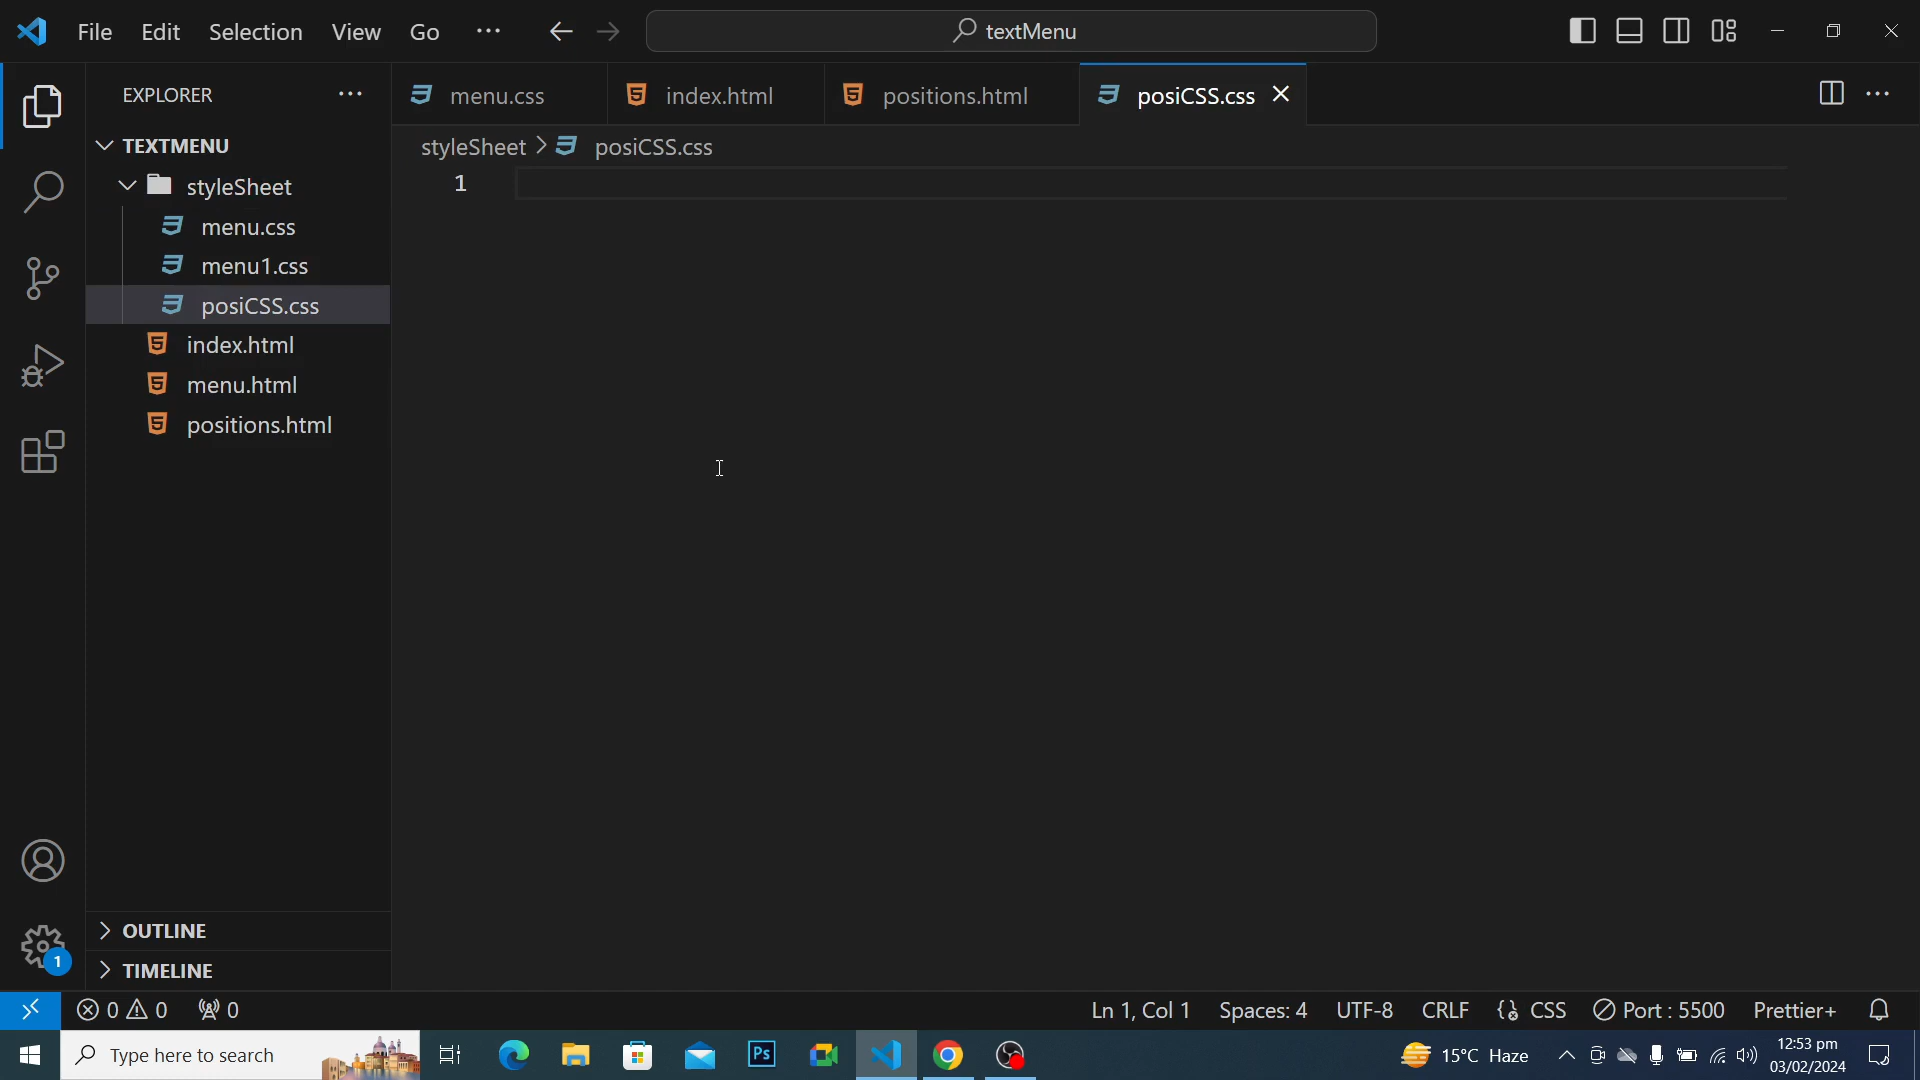 File Edit Selection View Go ··· textMenu
EXPLORER ···
menu.css index.html positions.html posiCSS.css
TEXTMENU
styleSheet > posiCSS.css
1
styleSheet
menu.css
menu1.css
posiCSS.css
index.html
menu.html
positions.html
OUTLINE
TIMELINE
1
0 0 0 Ln 1, Col 1 Spaces: 4 UTF-8 CRLF CSS Port : 5500 Prettier+
Type here to search Ps 15°C Haze 12:53 pm
03/02/2024